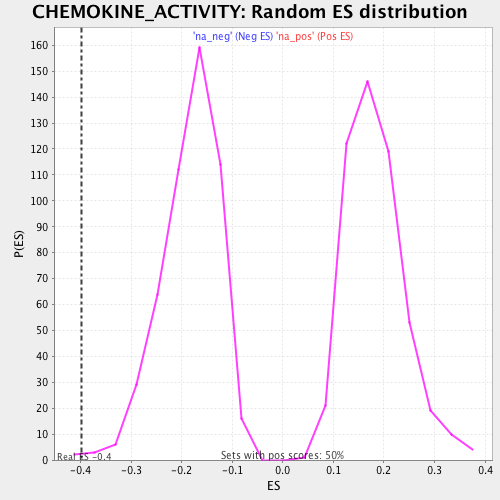 CHEMOKINE_ACTIVITY: Random ES distribution
'na_neg' (Neg ES) 'na_pos' (Pos ES)
160
150
140
130
120
110
100
90
80
70
60
50
40
30
20
10
0
P(ES)
Real ES -0.4
Sets with pos scores: 50%
-0.4 -0.3 -0.2 -0.1 0.0 0.1 0.2 0.3 0.4
ES